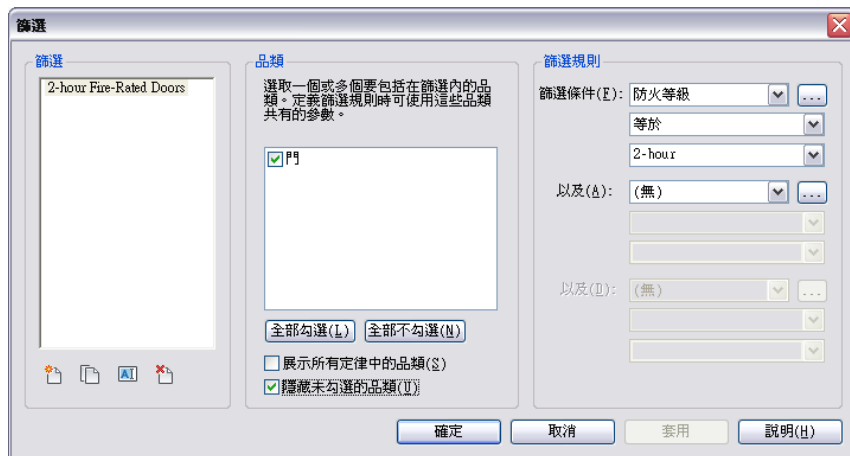 篩選
篩選
2-hour Fire-Rated Doors
品類
選取一個或多個要包括在篩選內的品
類。定義篩選規則時可使用這些品類
共有的參數。
門
全部勾選(L)
全部不勾選(N)
展示所有定律中的品類(S)
隱藏未勾選的品類(U)
篩選規則
篩選條件(F):
防火等級
...
等於
2-hour
以及(A):
(無)
...
以及(D):
(無)
...
確定
取消
套用
說明(H)